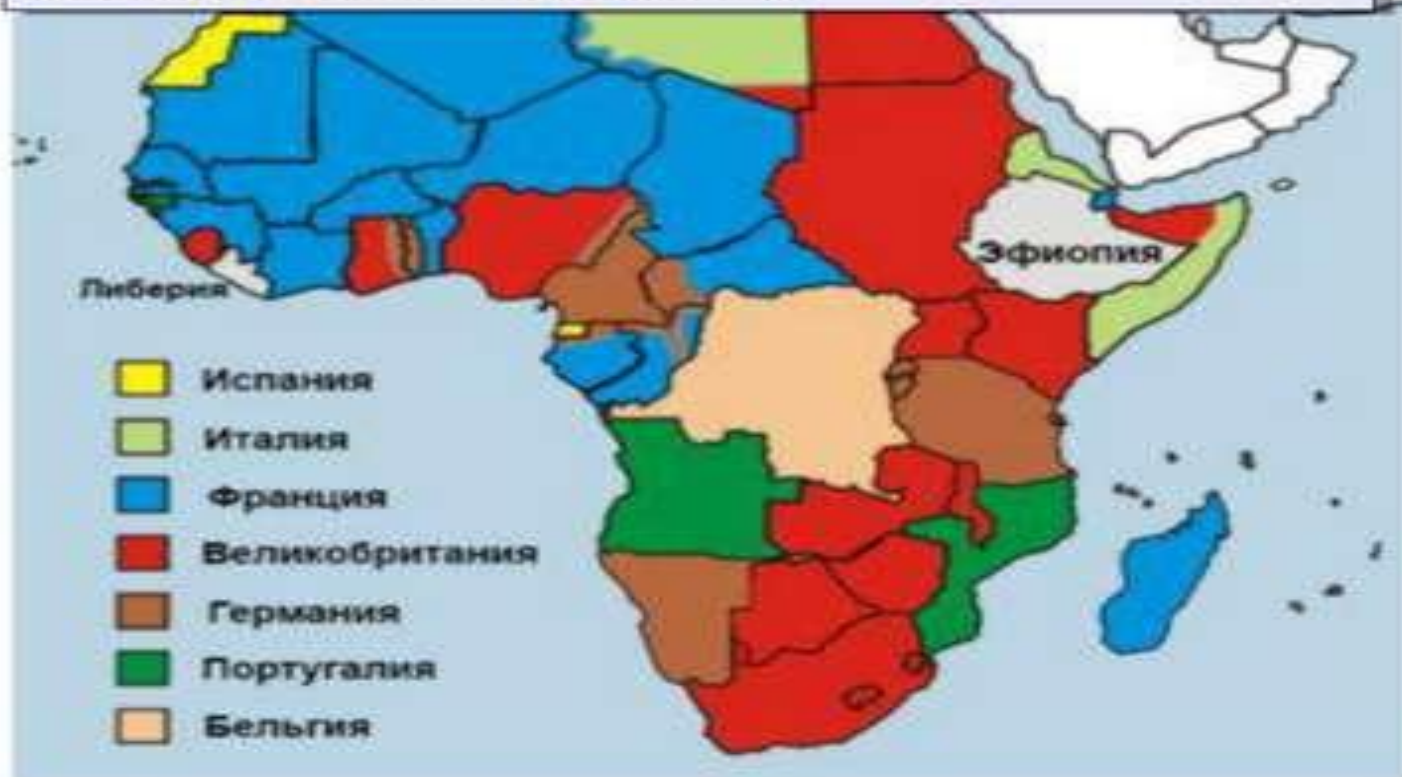 Эфиопия
Либерия
Испания
Италия
Франция
Великобритания
Германия
Португалия
Бельгия